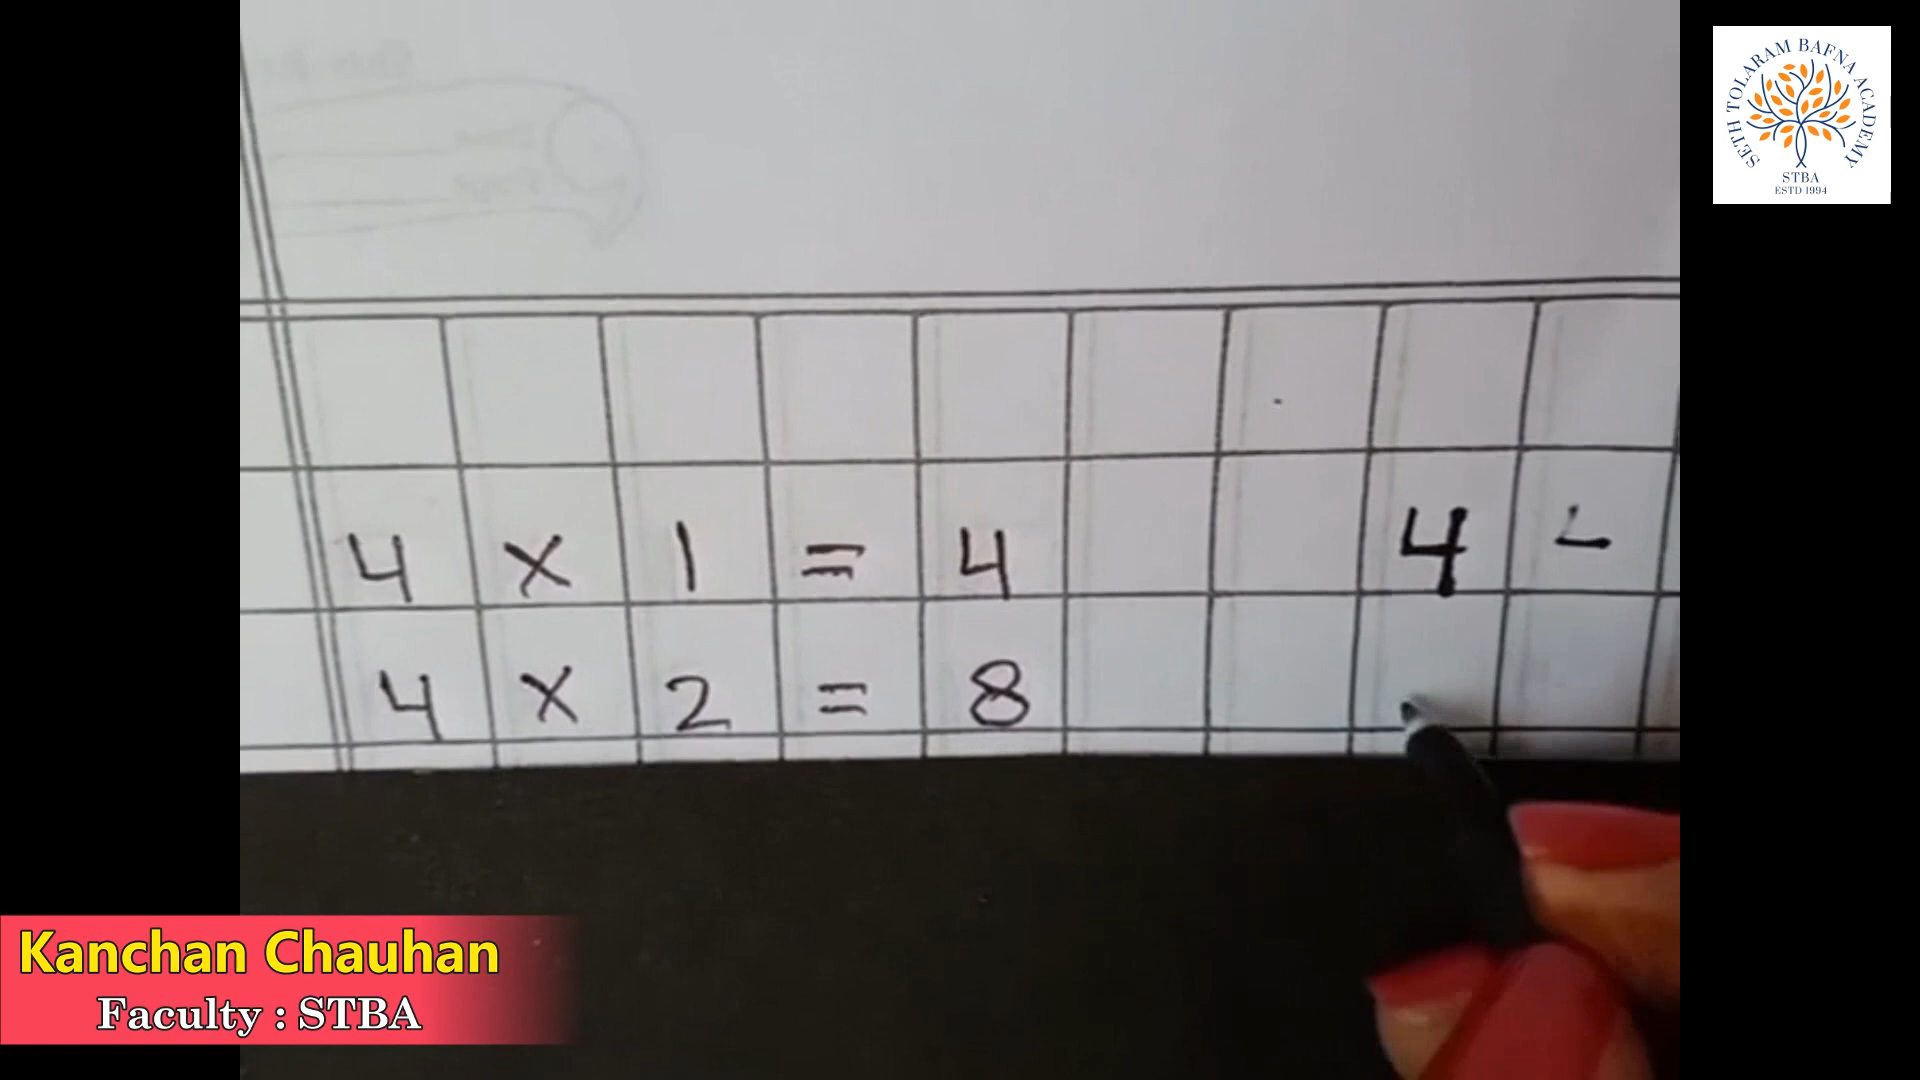 SETH TOLARAM BAFNA ACADEMY
STBA
ESTD 1994
4 × 1 = 4 4 -
4 × 2 = 8
Kanchan Chauhan
Faculty : STBA